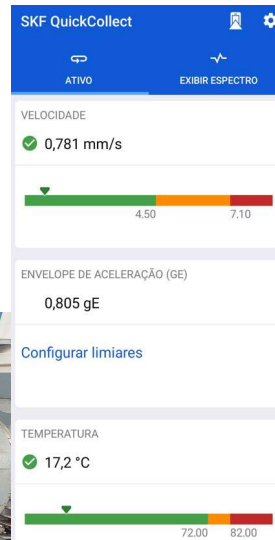 SKF QuickCollect
ATIVO
EXIBIR ESPECTRO
VELOCIDADE
0,781 mm/s
4.50 7.10
ENVELOPE DE ACELERAÇÃO (GE)
0,805 gE
Configurar limiares
TEMPERATURA
17,2 °C
72.00 82.00